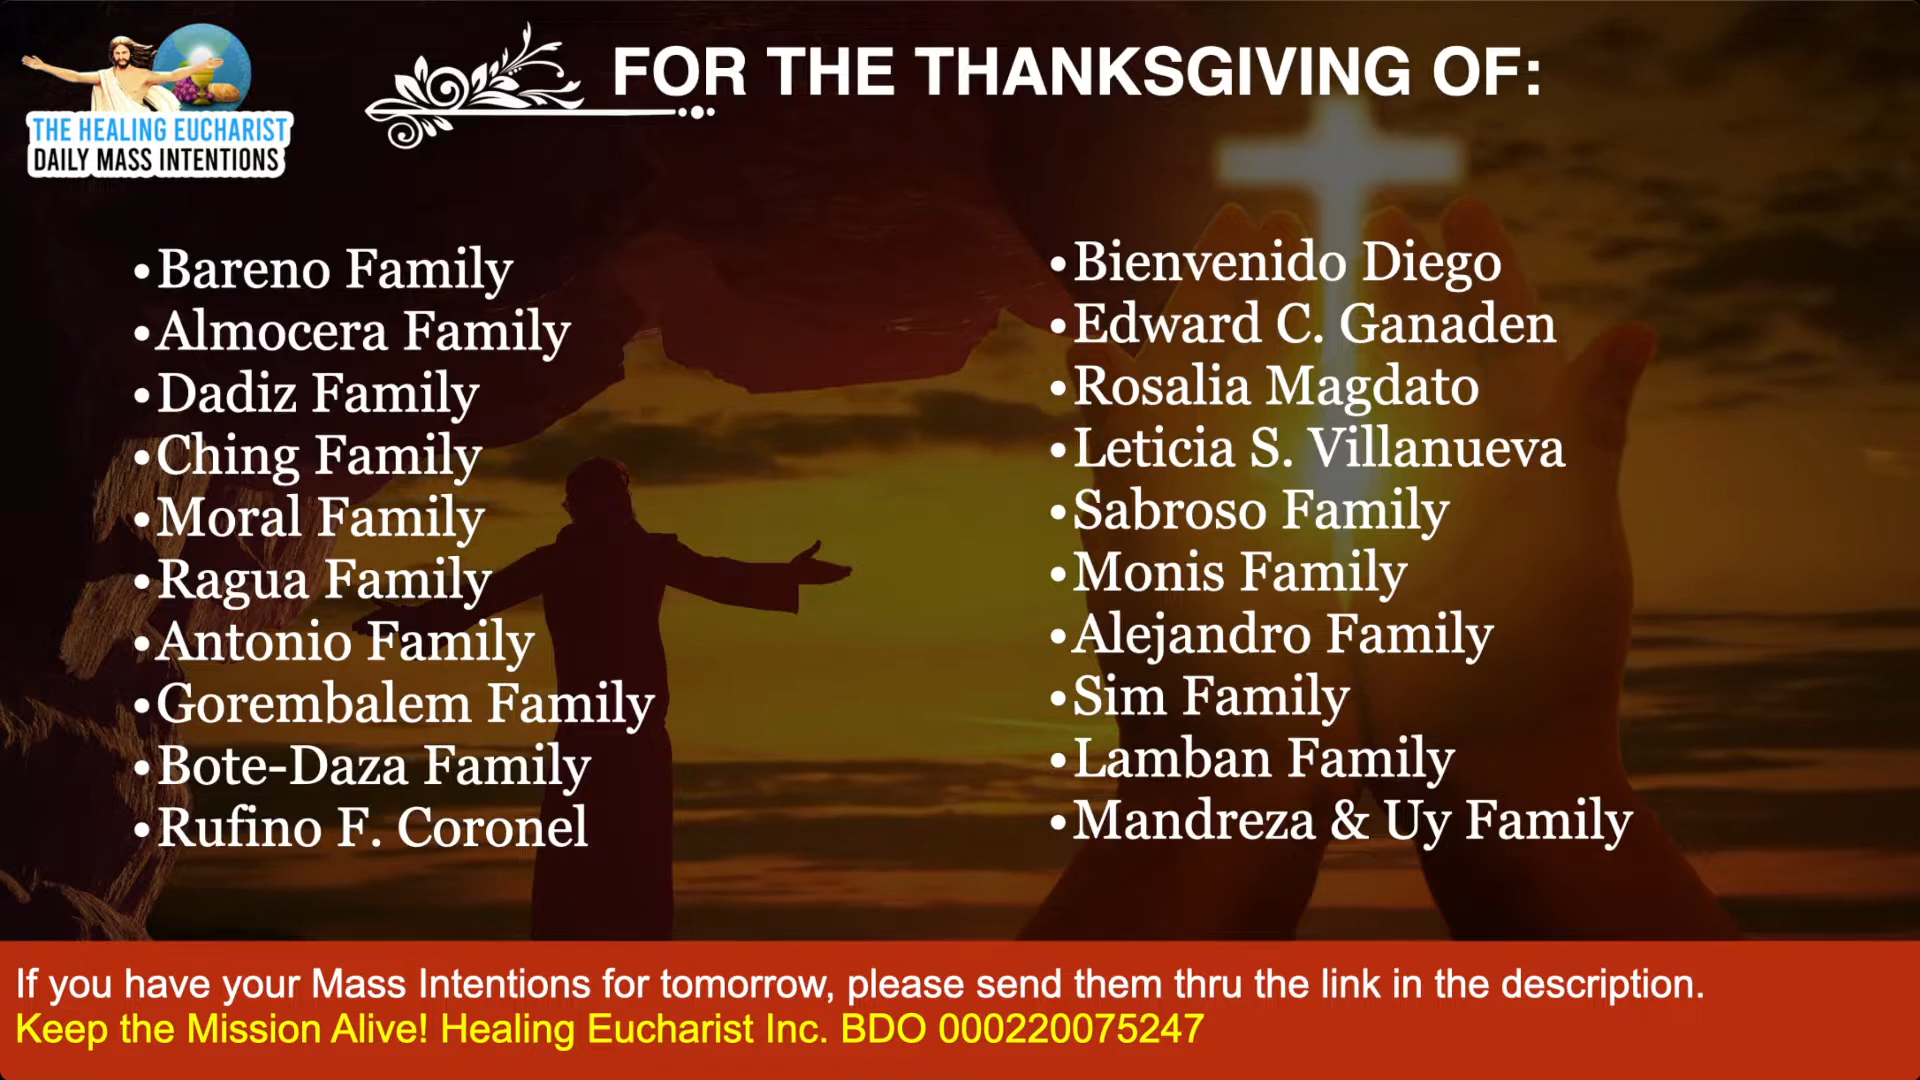 THE HEALING EUCHARIST
DAILY MASS INTENTIONS
FOR THE THANKSGIVING OF:
•Bareno Family
•Almocera Family
•Dadiz Family
•Ching Family
•Moral Family
•Ragua Family
•Antonio Family
•Gorembalem Family
•Bote-Daza Family
•Rufino F. Coronel
•Bienvenido Diego
•Edward C. Ganaden
•Rosalia Magdato
•Leticia S. Villanueva
•Sabroso Family
•Monis Family
•Alejandro Family
•Sim Family
•Lamban Family
•Mandreza & Uy Family
If you have your Mass Intentions for tomorrow, please send them thru the link in the description.
Keep the Mission Alive! Healing Eucharist Inc. BDO 000220075247